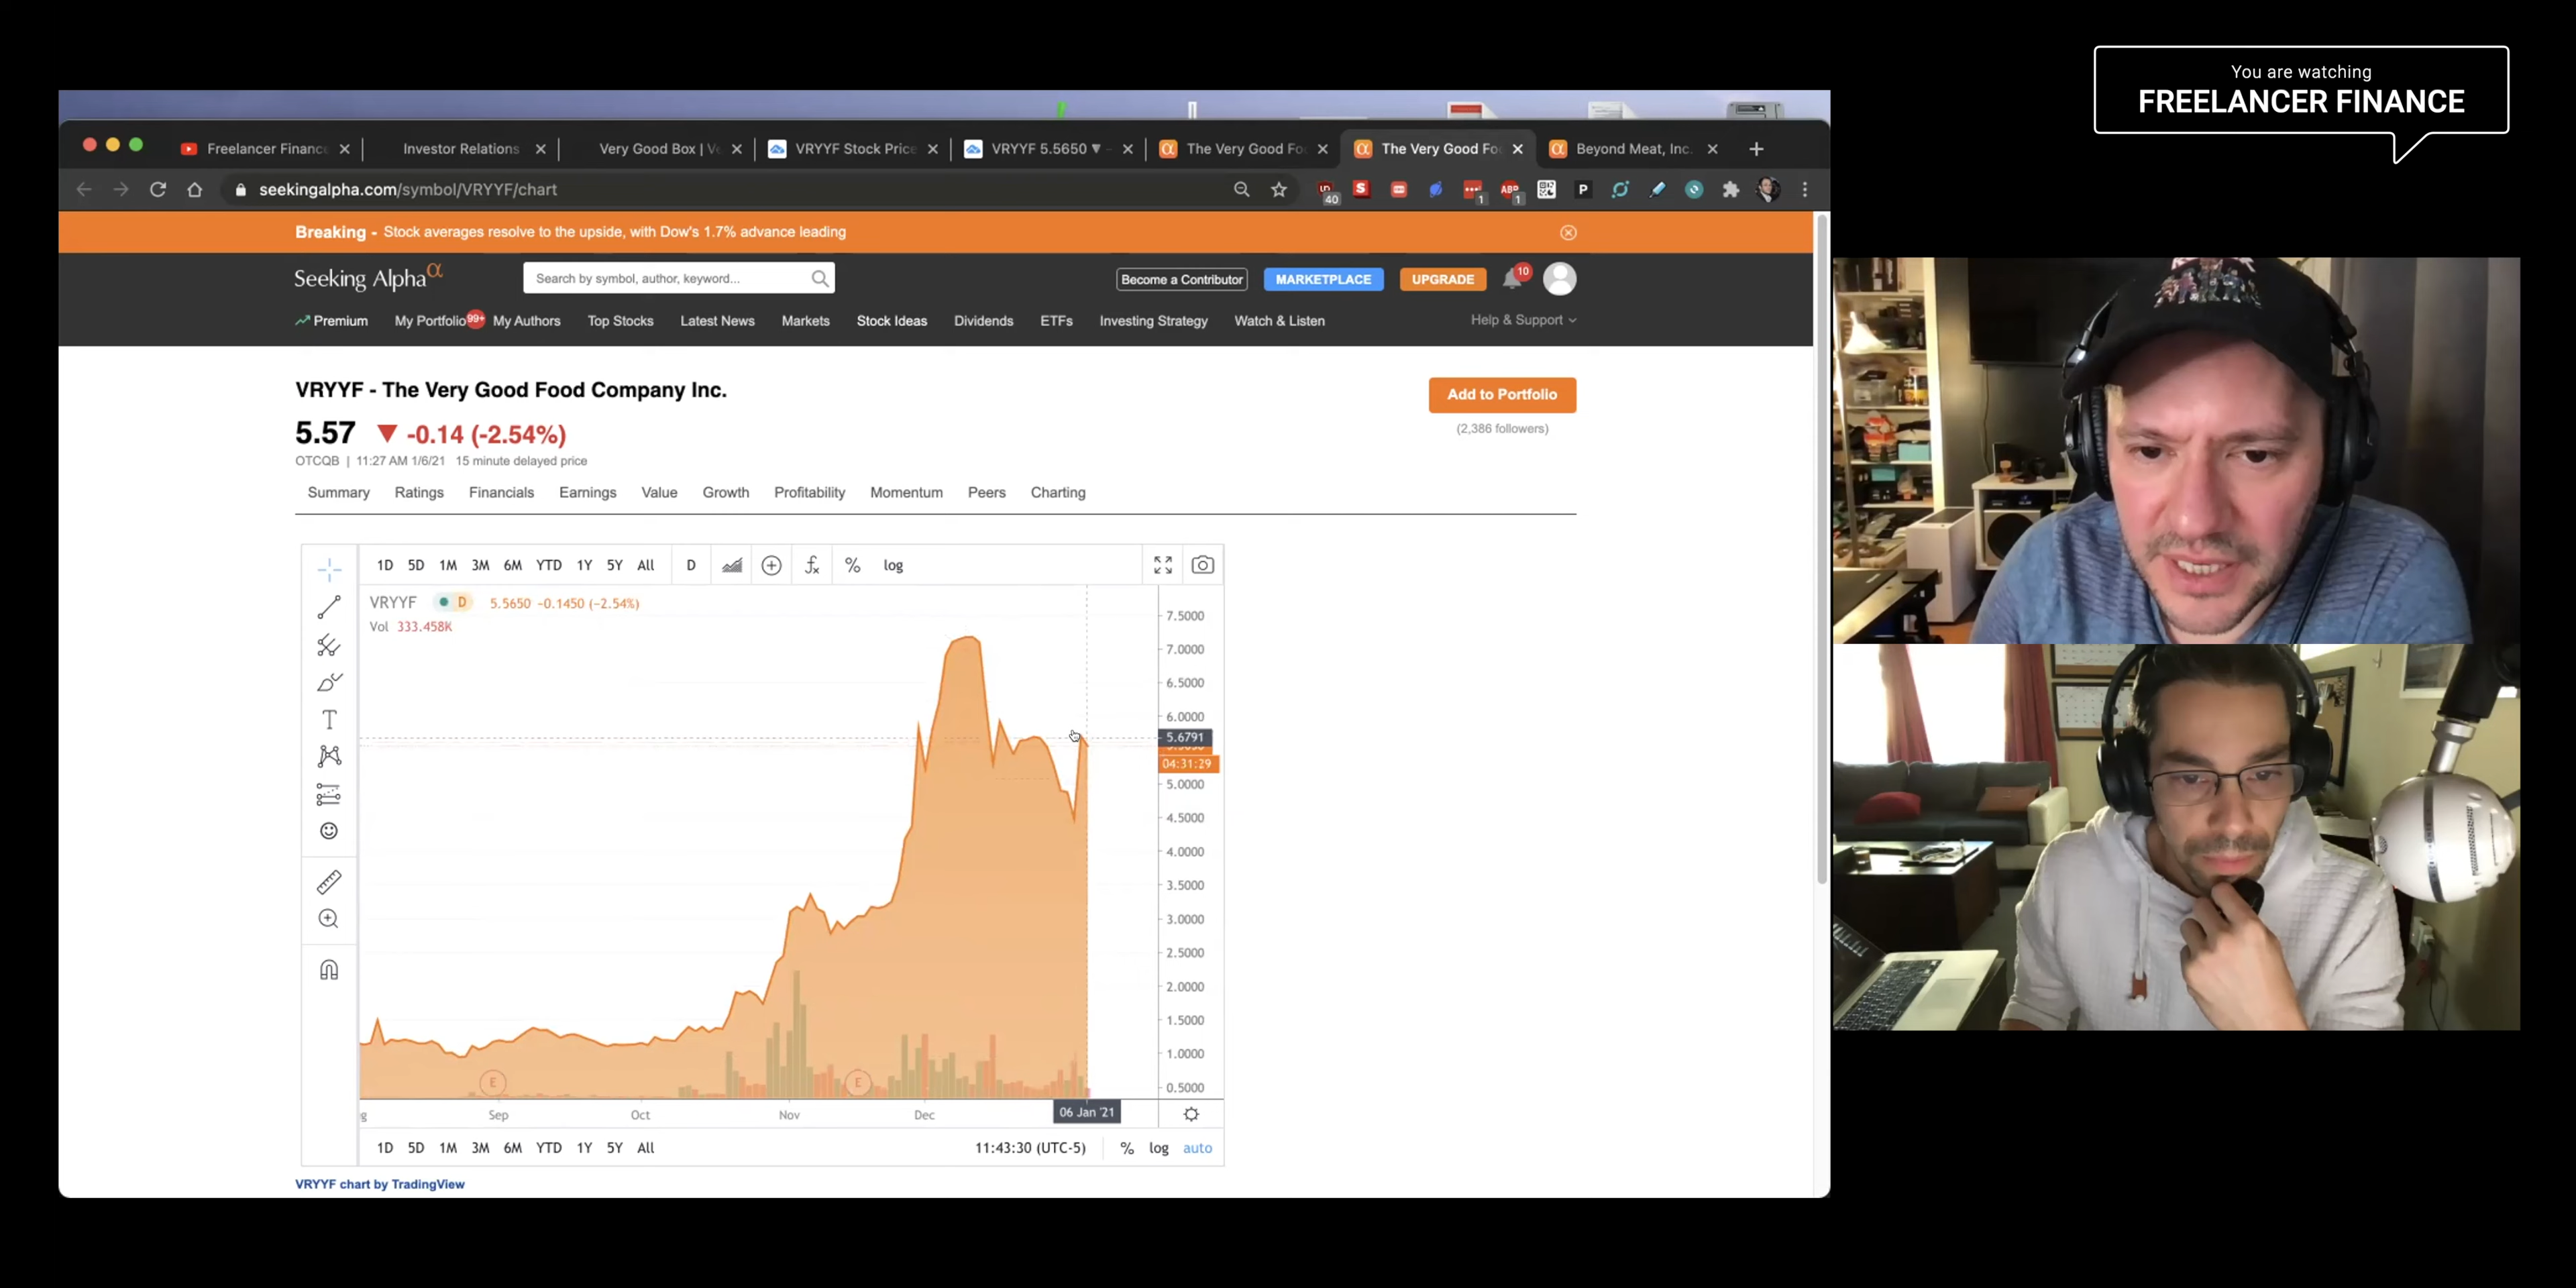 You are watching
FREELANCER FINANCE
Freelancer Financ
Investor Relations
Very Good Box | V
VRYYF Stock Price
VRYYF 5.5650 ▼ -
The Very Good Fo
The Very Good Fo
Beyond Meat, Inc.
seekingalpha.com/symbol/VRYYF/chart
40
S
1
ABP
1
P
Breaking - Stock averages resolve to the upside, with Dow's 1.7% advance leading
Seeking Alpha α
Search by symbol, author, keyword...
Become a Contributor
MARKETPLACE
UPGRADE
10
Premium
My Portfolio 99+
My Authors
Top Stocks
Latest News
Markets
Stock Ideas
Dividends
ETFs
Investing Strategy
Watch & Listen
Help & Support
VRYYF - The Very Good Food Company Inc.
Add to Portfolio
(2,386 followers)
5.57 ▼ -0.14 (-2.54%)
OTCQB | 11:27 AM 1/6/21 15 minute delayed price
Summary
Ratings
Financials
Earnings
Value
Growth
Profitability
Momentum
Peers
Charting
1D 5D 1M 3M 6M YTD 1Y 5Y All D fx % log
VRYYF D 5.5650 −0.1450 (−2.54%)
Vol 333.458K
7.5000
7.0000
6.5000
6.0000
5.6791
04:31:29
5.0000
4.5000
4.0000
3.5000
3.0000
2.5000
2.0000
1.5000
1.0000
0.5000
E
E
Sep
Oct
Nov
Dec
06 Jan '21
1D 5D 1M 3M 6M YTD 1Y 5Y All
11:43:30 (UTC-5) % log auto
VRYYF chart by TradingView